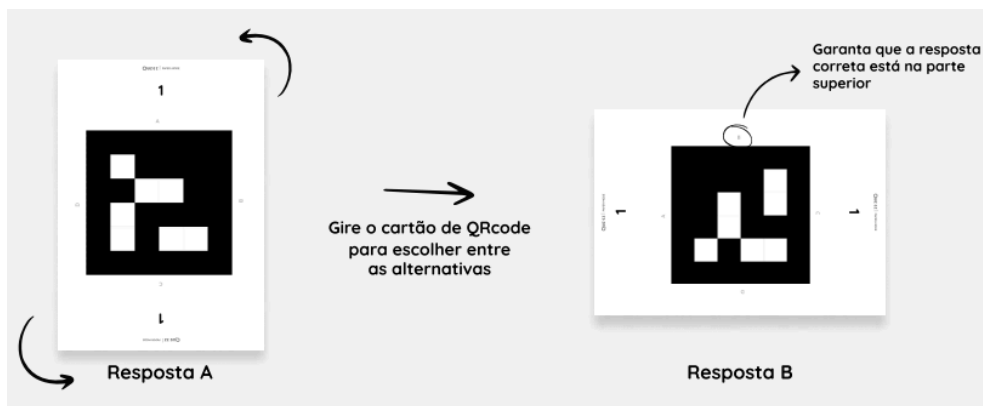 1
A
B
Resposta A
Gire o cartão de QRcode
para escolher entre
as alternativas
Garanta que a resposta
correta está na parte
superior
1
1
Resposta B